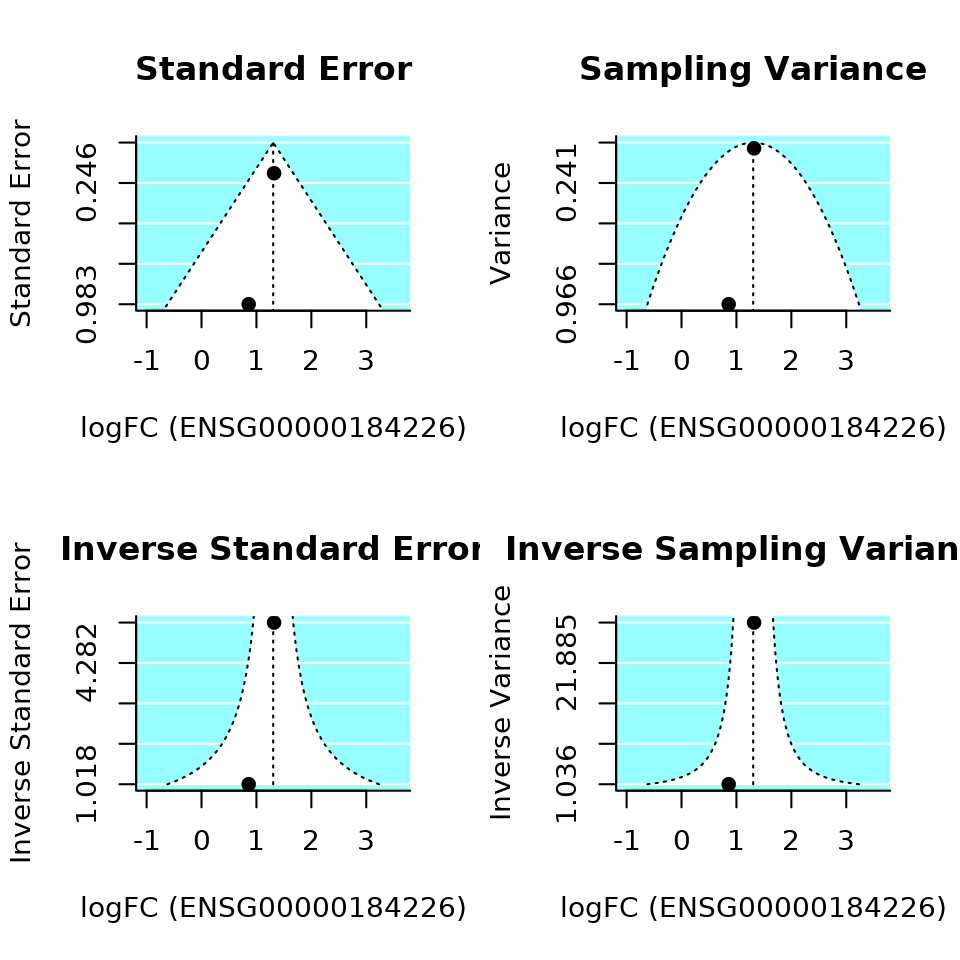 Standard Error
Standard Error
0.246
0.983
-1 0 1 2 3
logFC (ENSG00000184226)
Sampling Variance
Variance
0.241
0.966
-1 0 1 2 3
logFC (ENSG00000184226)
Inverse Standard Error
Inverse Standard Error
4.282
1.018
-1 0 1 2 3
logFC (ENSG00000184226)
Inverse Sampling Varian
Inverse Variance
21.885
1.036
-1 0 1 2 3
logFC (ENSG00000184226)